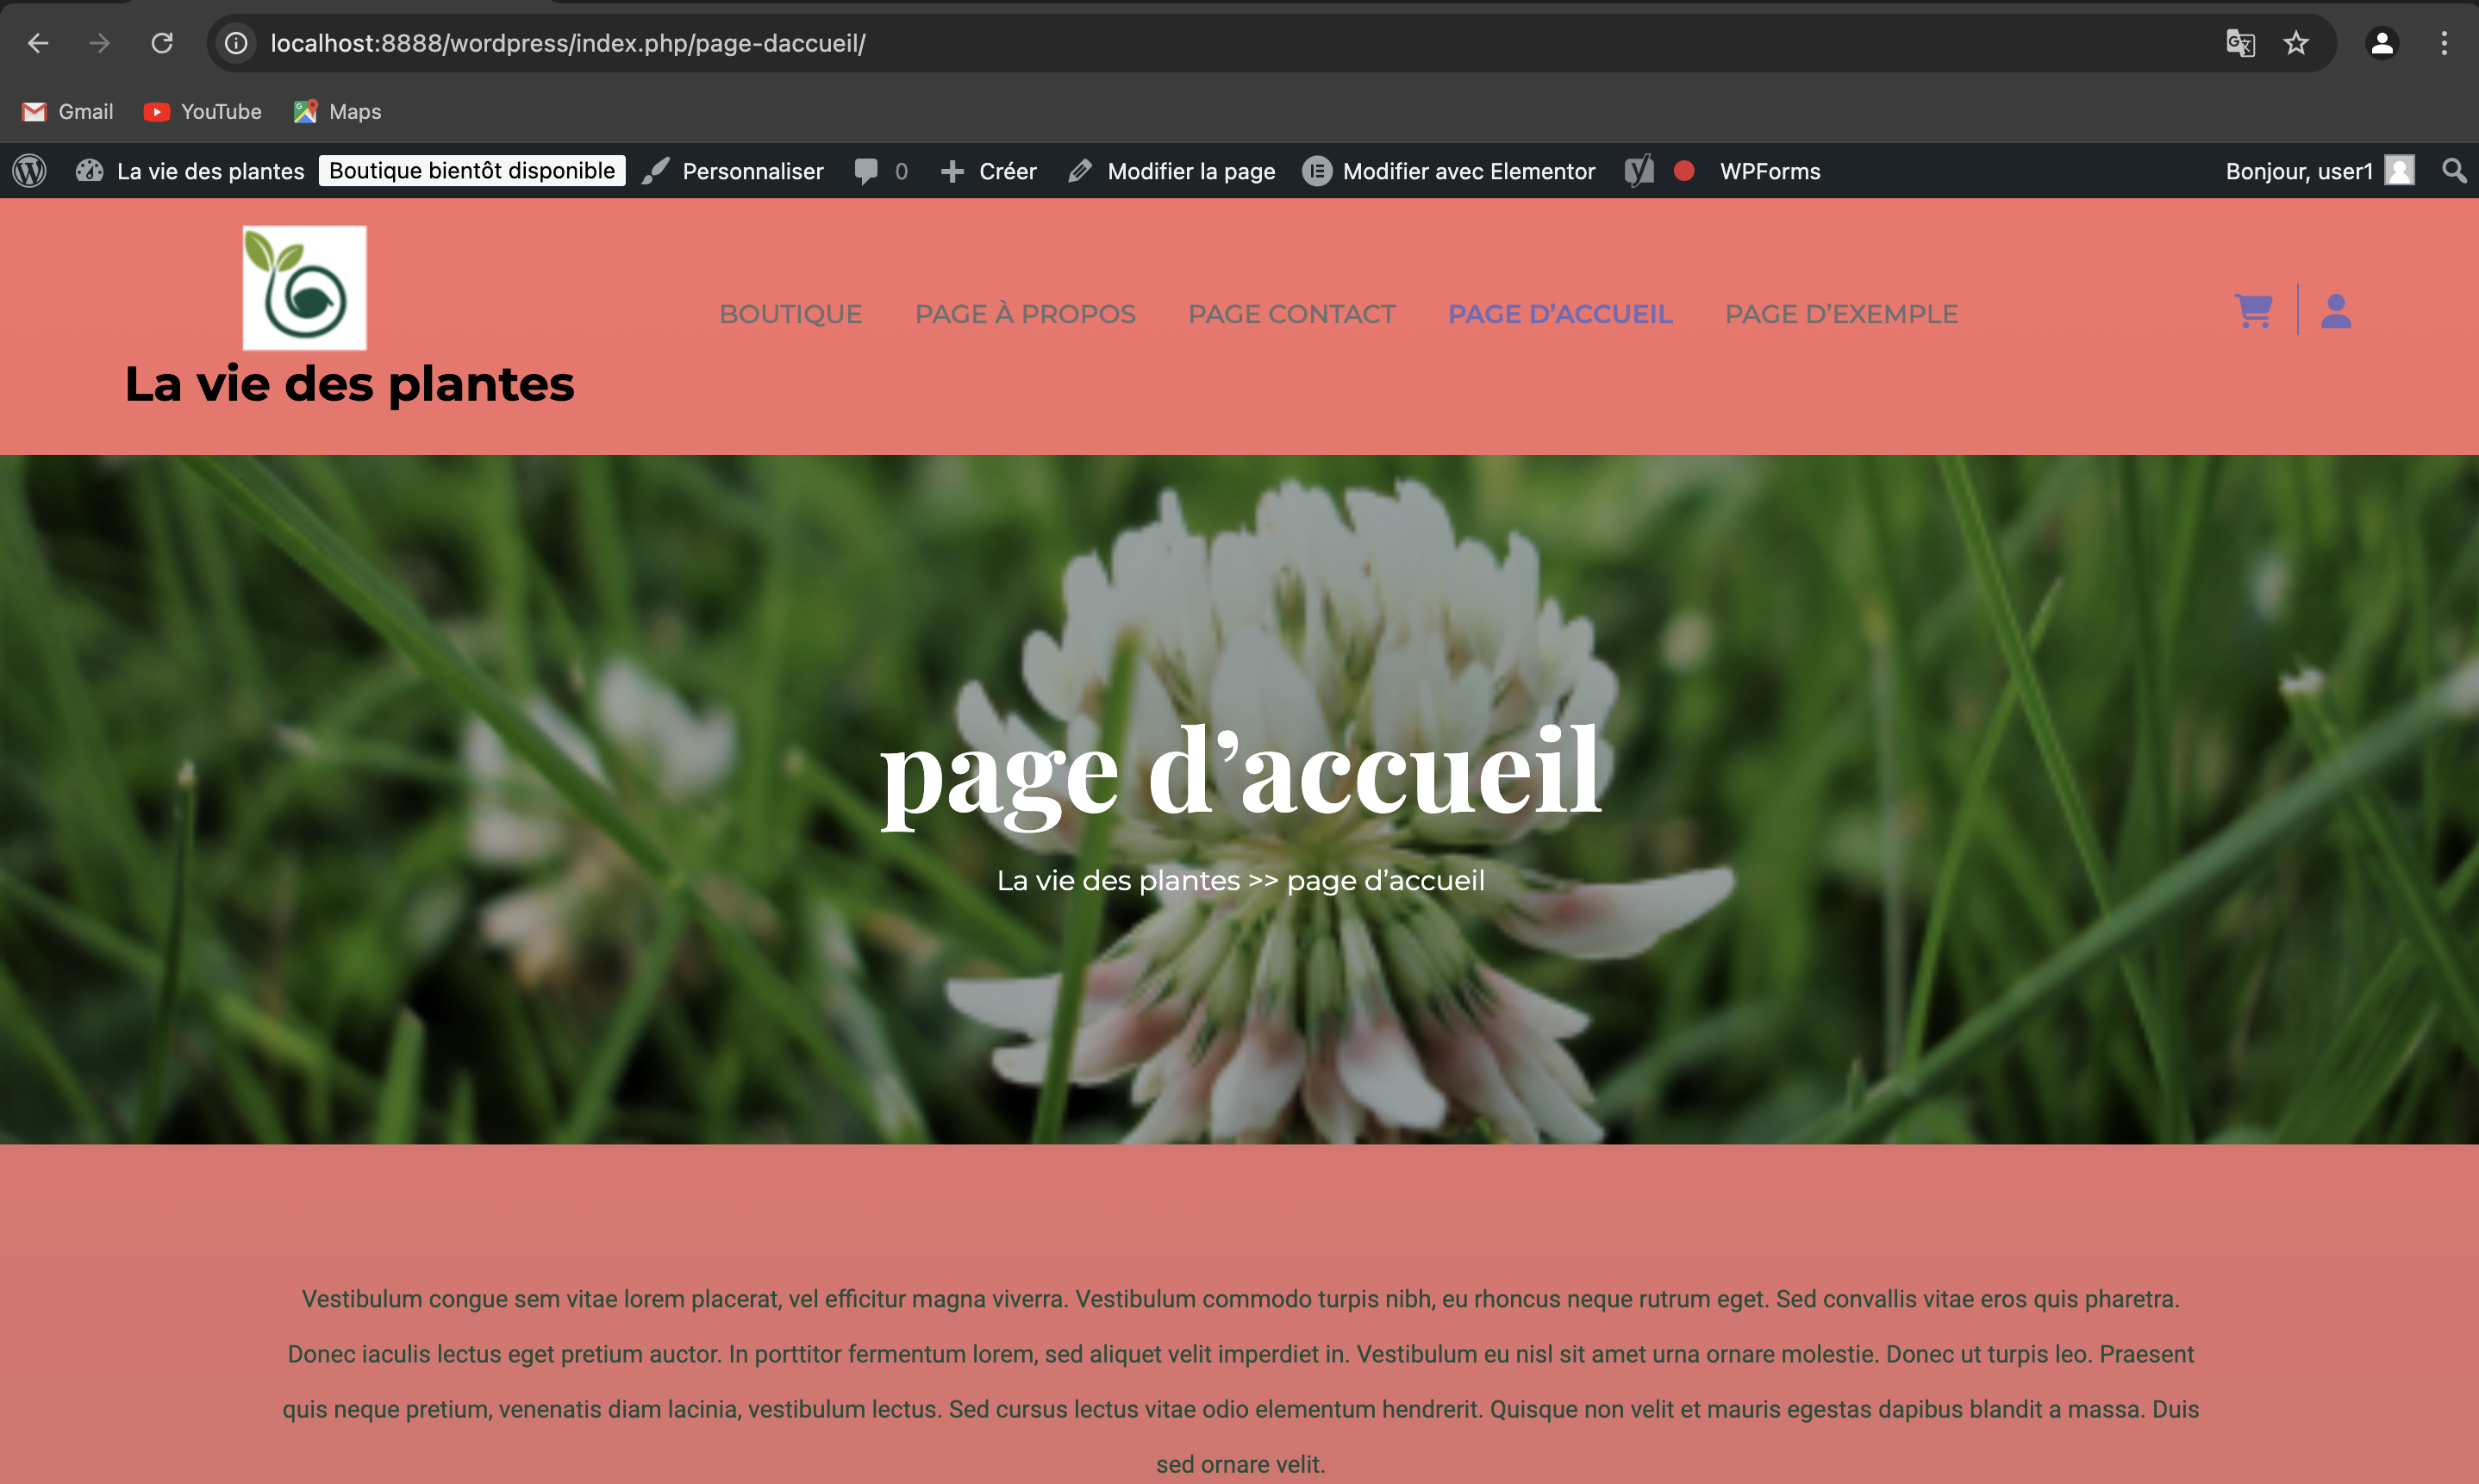 localhost:8888/wordpress/index.php/page-daccueil/
Gmail YouTube Maps
La vie des plantes Boutique bientôt disponible Personnaliser 0 Créer Modifier la page Modifier avec Elementor WPForms Bonjour, user1
La vie des plantes
BOUTIQUE PAGE À PROPOS PAGE CONTACT PAGE D’ACCUEIL PAGE D’EXEMPLE
page d’accueil
La vie des plantes >> page d’accueil
Vestibulum congue sem vitae lorem placerat, vel efficitur magna viverra. Vestibulum commodo turpis nibh, eu rhoncus neque rutrum eget. Sed convallis vitae eros quis pharetra.
Donec iaculis lectus eget pretium auctor. In porttitor fermentum lorem, sed aliquet velit imperdiet in. Vestibulum eu nisl sit amet urna ornare molestie. Donec ut turpis leo. Praesent
quis neque pretium, venenatis diam lacinia, vestibulum lectus. Sed cursus lectus vitae odio elementum hendrerit. Quisque non velit et mauris egestas dapibus blandit a massa. Duis
sed ornare velit.